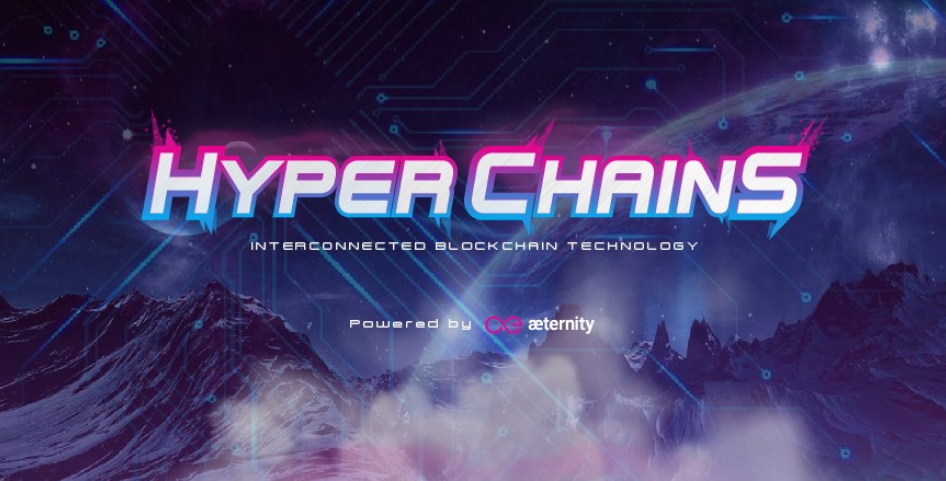 HYPER CHAINS
INTERCONNECTED BLOCKCHAIN TECHNOLOGY
Powered by æternity